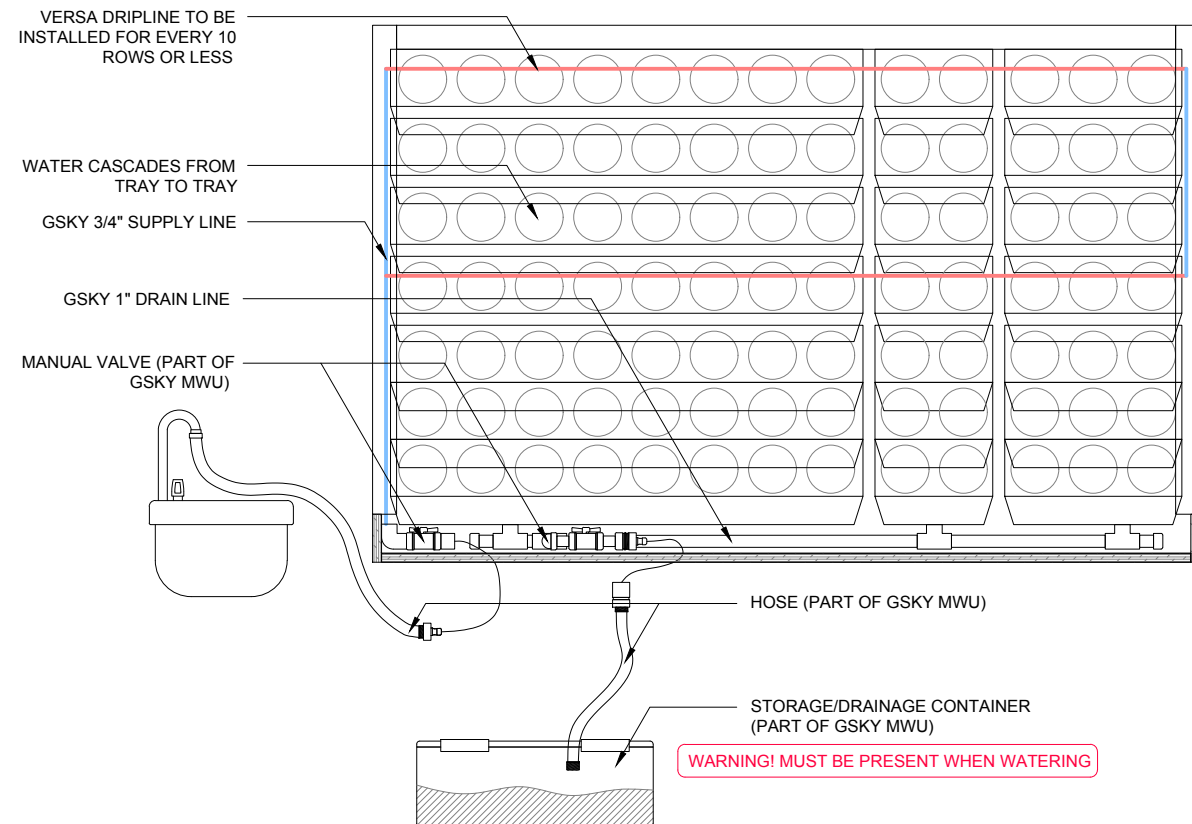 VERSA DRIPLINE TO BE
INSTALLED FOR EVERY 10
ROWS OR LESS
WATER CASCADES FROM
TRAY TO TRAY
GSKY 3/4" SUPPLY LINE
GSKY 1" DRAIN LINE
MANUAL VALVE (PART OF
GSKY MWU)
HOSE (PART OF GSKY MWU)
STORAGE/DRAINAGE CONTAINER
(PART OF GSKY MWU)
WARNING! MUST BE PRESENT WHEN WATERING